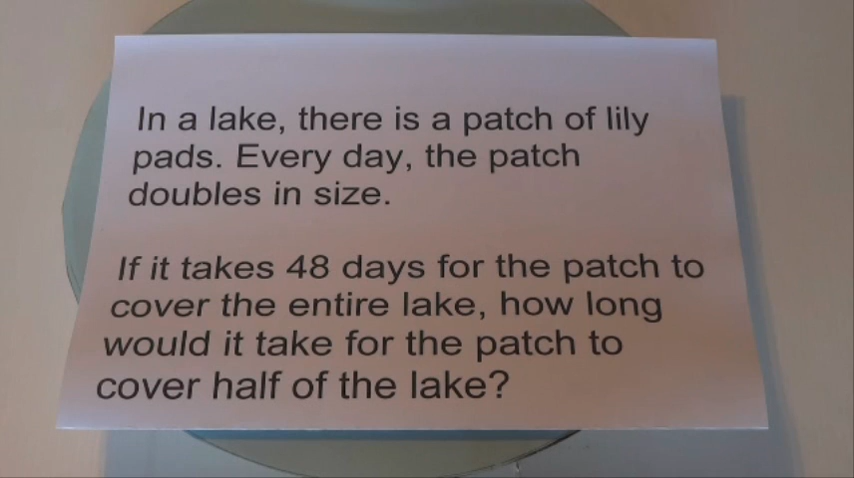 In a lake, there is a patch of lily
pads. Every day, the patch
doubles in size.
If it takes 48 days for the patch to
cover the entire lake, how long
would it take for the patch to
cover half of the lake?